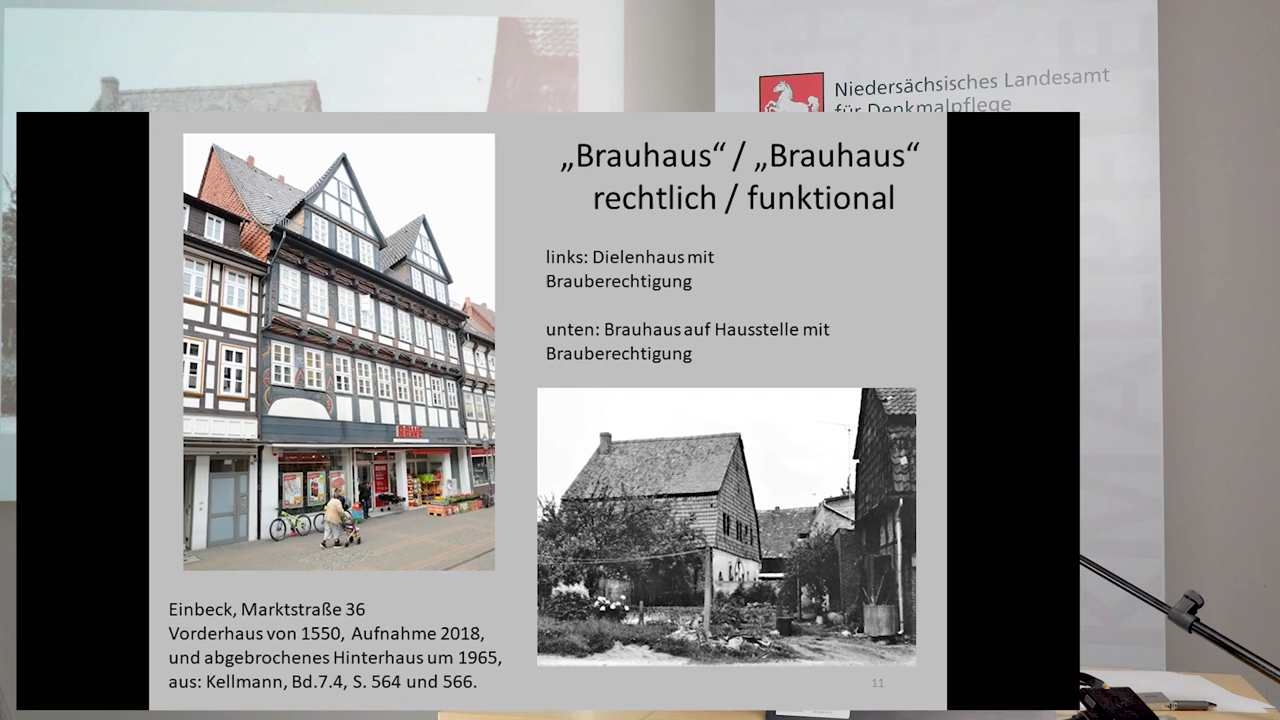 Niedersächsisches Landesamt
für Denkmalpflege
„Brauhaus“ / „Brauhaus“
rechtlich / funktional
links: Dielenhaus mit
Brauberechtigung
unten: Brauhaus auf Hausstelle mit
Brauberechtigung
REWE
Einbeck, Marktstraße 36
Vorderhaus von 1550, Aufnahme 2018,
und abgebrochenes Hinterhaus um 1965,
aus: Kellmann, Bd.7.4, S. 564 und 566.
11